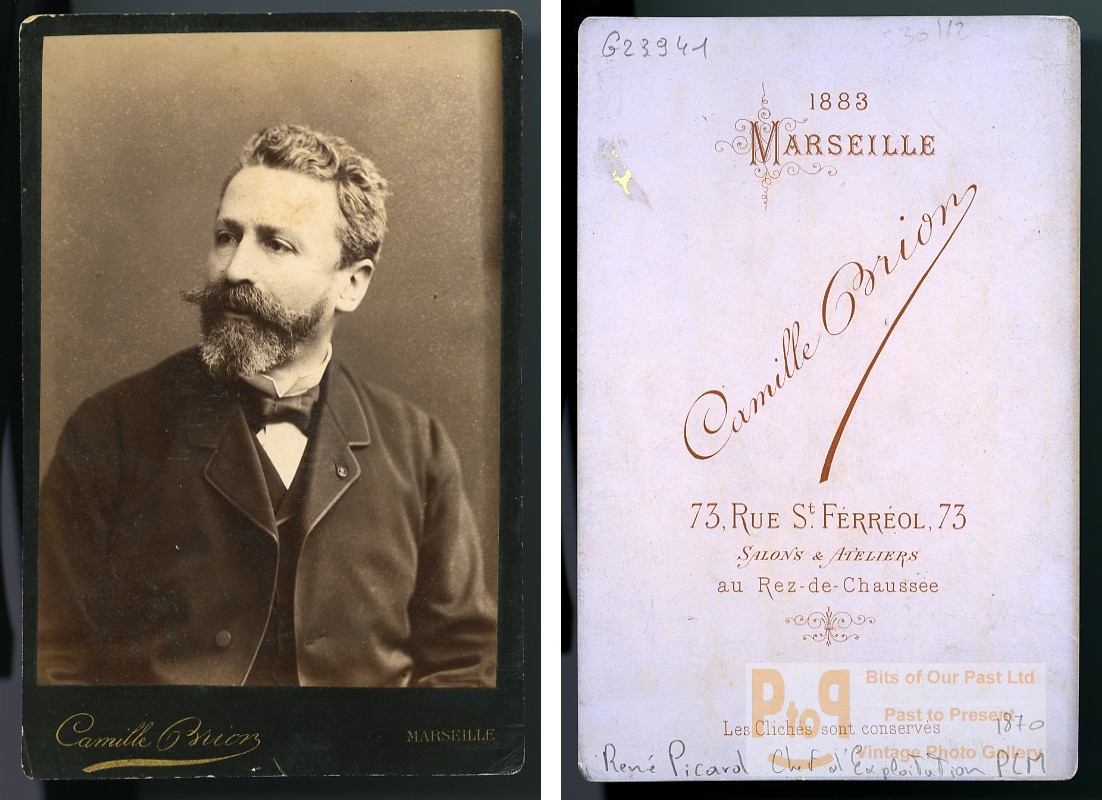 Camille Brion
MARSEILLE
G23941
1883
MARSEILLE
Camille Brion
73, RUE St. FÉRRÉOL, 73
SALONS & ATELIERS
au Rez-de-Chaussée
Bits of Our Past Ltd
PtoP
Past to Present
1870
Les Clichés sont conservés
Vintage Photo Gallery
René Picard Chef d'Exploitation PLM